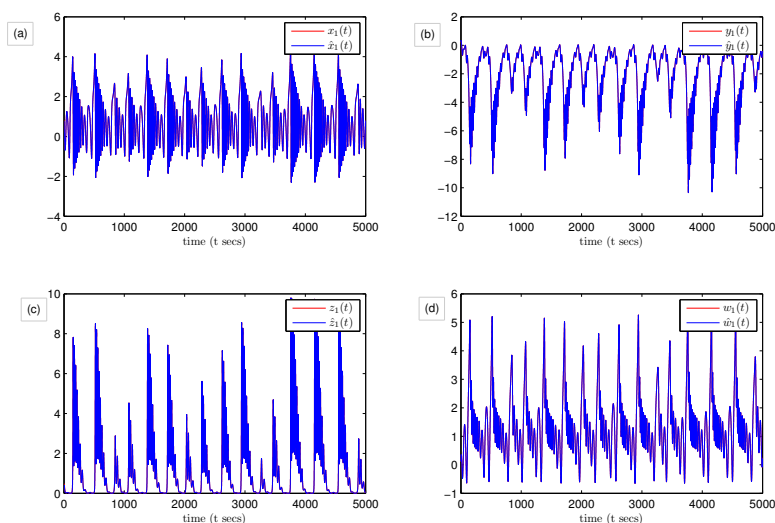 (a)
6
4
2
0
−2
−4
x₁(t)
x̂₁(t)
0 1000 2000 3000 4000 5000
time (t secs)
(b)
2
0
−2
−4
−6
−8
−10
−12
y₁(t)
ŷ₁(t)
0 1000 2000 3000 4000 5000
time (t secs)
(c)
10
8
6
4
2
0
z₁(t)
ẑ₁(t)
0 1000 2000 3000 4000 5000
time (t secs)
(d)
6
5
4
3
2
1
0
−1
w₁(t)
ŵ₁(t)
0 1000 2000 3000 4000 5000
time (t secs)